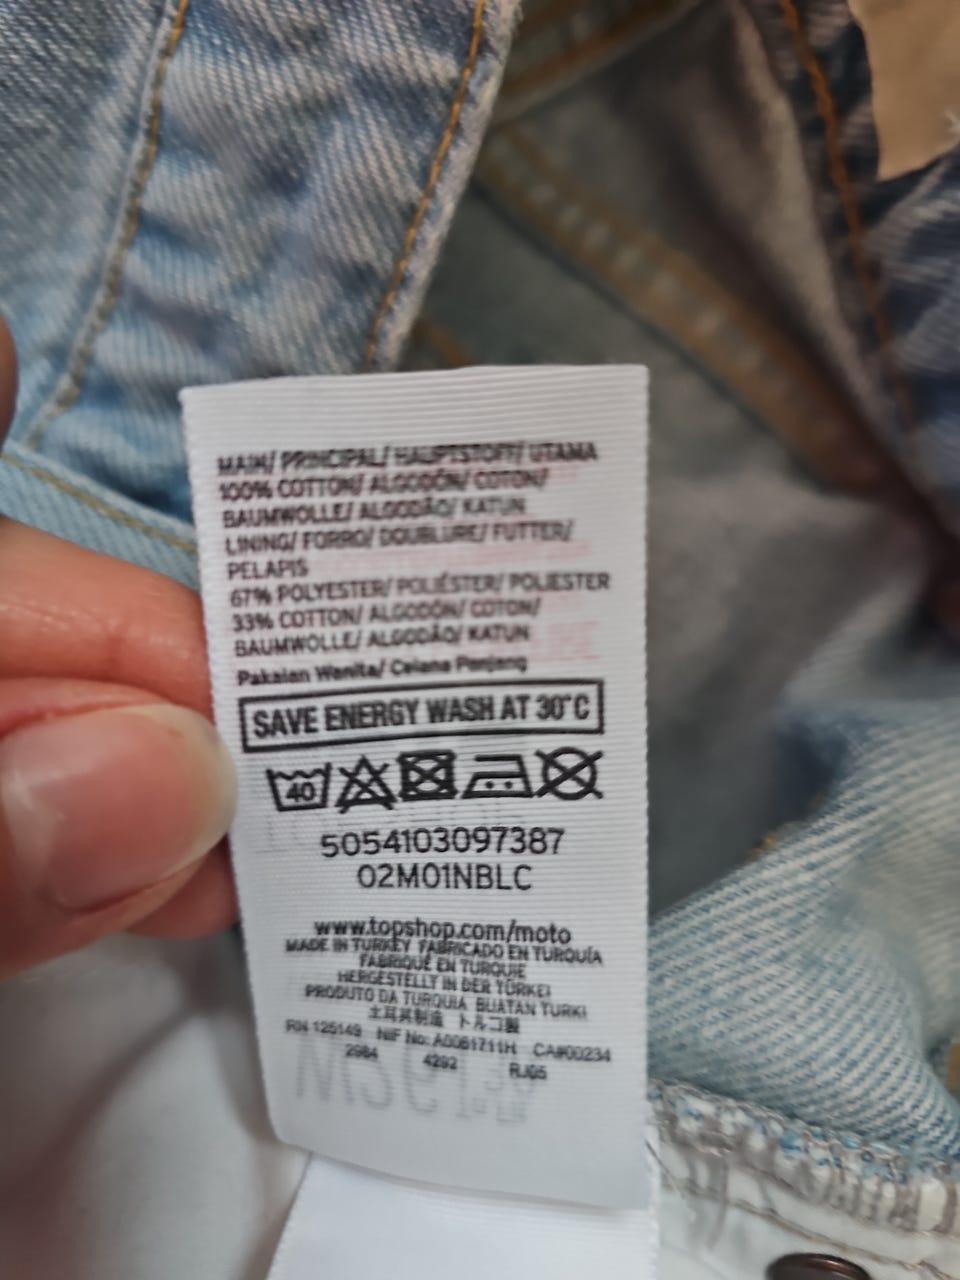 MAIN/ PRINCIPAL/ HAUPTSTOFF/ UTAMA
100% COTTON/ ALGODÓN/ COTON/
BAUMWOLLE/ ALGODÃO/ KATUN
LINING/ FORRO/ DOUBLURE/ FUTTER/
PELAPIS
67% POLYESTER/ POLIÉSTER/ POLIESTER
33% COTTON/ ALGODÓN/ COTON/
BAUMWOLLE/ ALGODÃO/ KATUN
Pakaian Wanita/ Celana Panjang
SAVE ENERGY WASH AT 30°C
40
5054103097387
02M01NBLC
www.topshop.com/moto
MADE IN TURKEY FABRICADO EN TURQUÍA
FABRIQUÉ EN TURQUIE
HERGESTELLT IN DER TÜRKEI
PRODUTO DA TURQUIA BUATAN TURKI
土耳其制造 トルコ製
RN 125149 NIF No: A0061711H CA#00234
2984 4292 RJ05